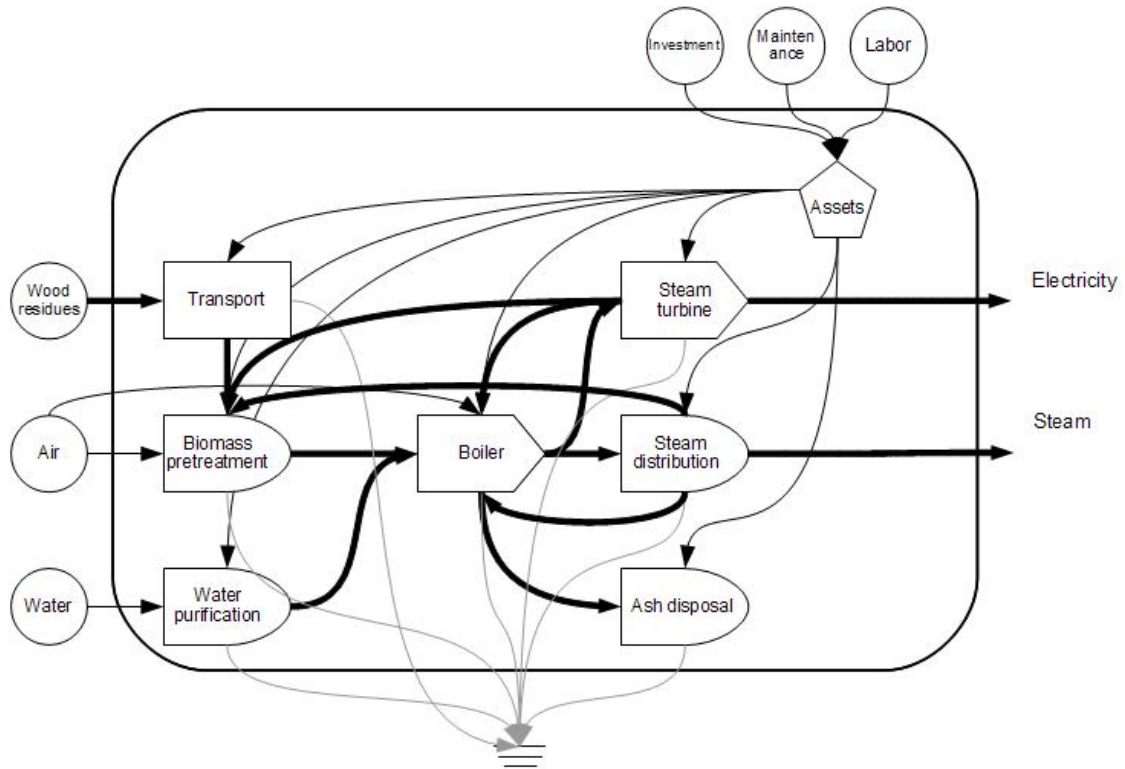 Investment
Mainten
ance
Labor
Assets
Wood
residues
Transport
Steam
turbine
Electricity
Air
Biomass
pretreatment
Boiler
Steam
distribution
Steam
Water
Water
purification
Ash disposal